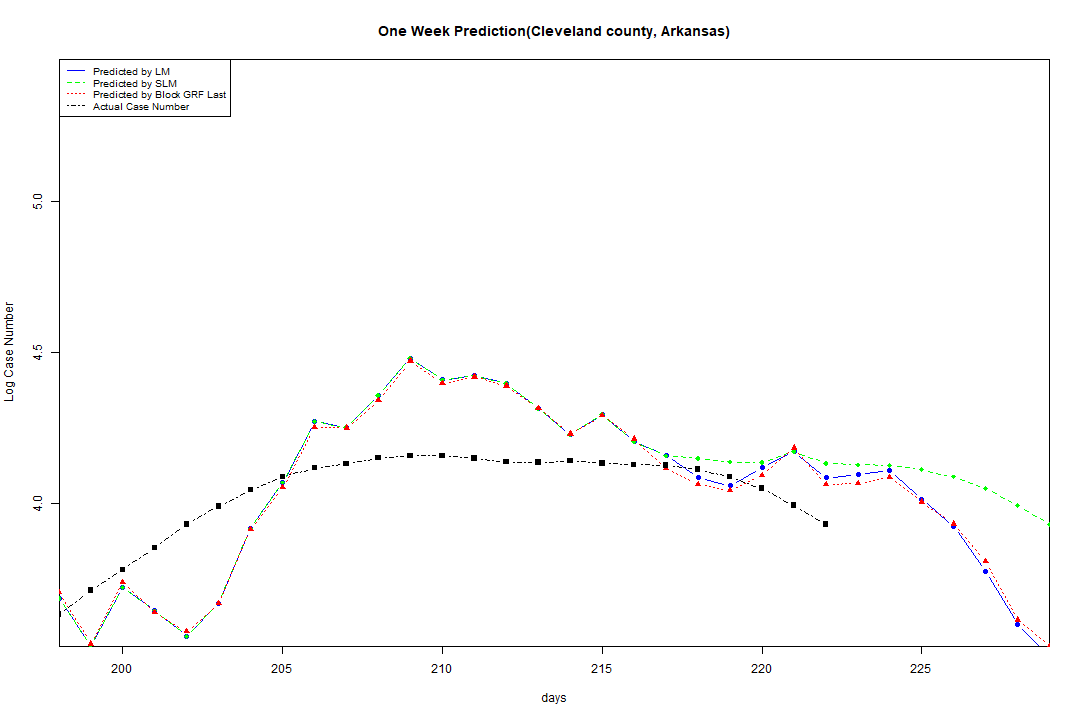 One Week Prediction(Cleveland county, Arkansas)
Predicted by LM
Predicted by SLM
Predicted by Block GRF Last
Actual Case Number
5.0
4.5
4.0
Log Case Number
200 205 210 215 220 225
days